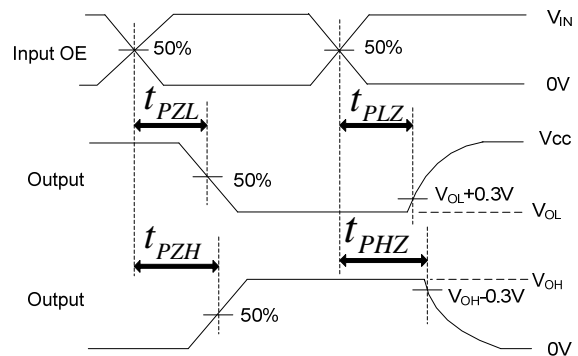 V_IN
Input OE
50%
50%
0V
t_PZL
t_PLZ
Vcc
Output
50%
V_OL+0.3V
V_OL
t_PZH
t_PHZ
V_OH
Output
50%
V_OH-0.3V
0V